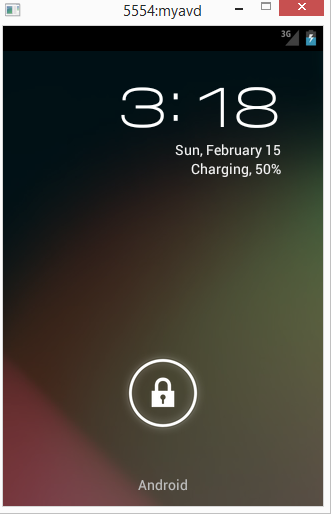 5554:myavd
3G
3:18
Sun, February 15
Charging, 50%
Android